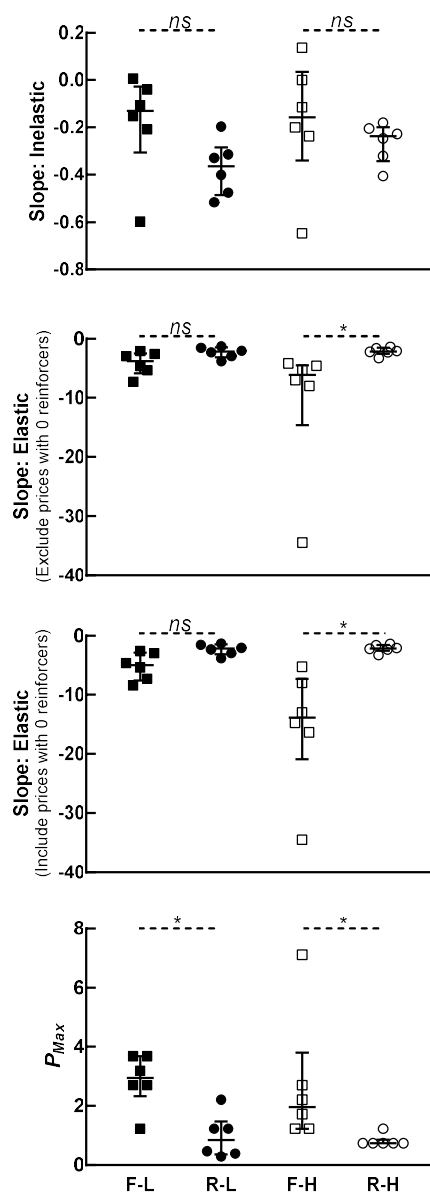 ns ns
0.2
0.0
-0.2
-0.4
-0.6
-0.8
Slope: Inelastic
ns *
0
-10
-20
-30
-40
Slope: Elastic
(Exclude prices with 0 reinforcers)
ns *
0
-10
-20
-30
-40
Slope: Elastic
(Include prices with 0 reinforcers)
* *
8
6
4
2
0
PMax
F-L R-L F-H R-H